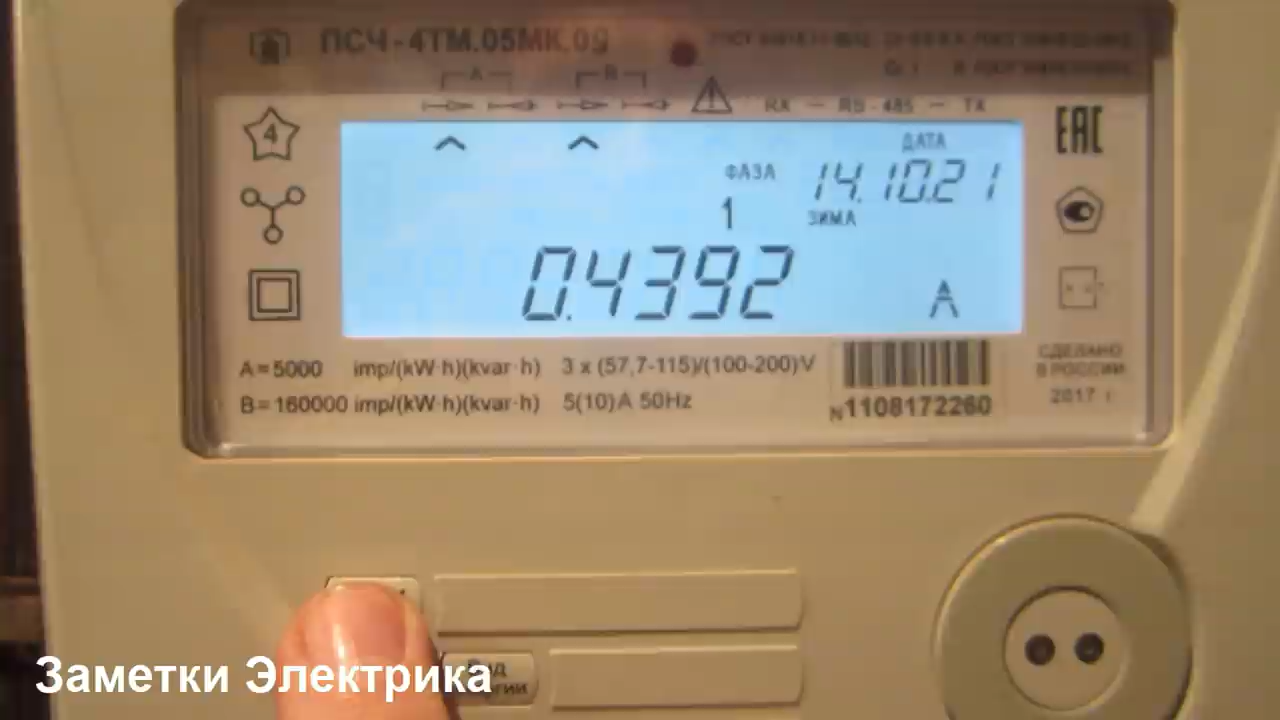 ПСЧ-4ТМ.05МК.09
A B
RX - RS-485 - TX
4
EAC
ДАТА
ФАЗА 14.10.21
1 ЗИМА
0.4392 A
A=5000 imp/(kW·h)(kvar·h) 3 x (57,7-115)/(100-200)V
B=160000 imp/(kW·h)(kvar·h) 5(10)A 50Hz
N1108172260
СДЕЛАНО
В РОССИИ
2017 г.
Заметки Электрика